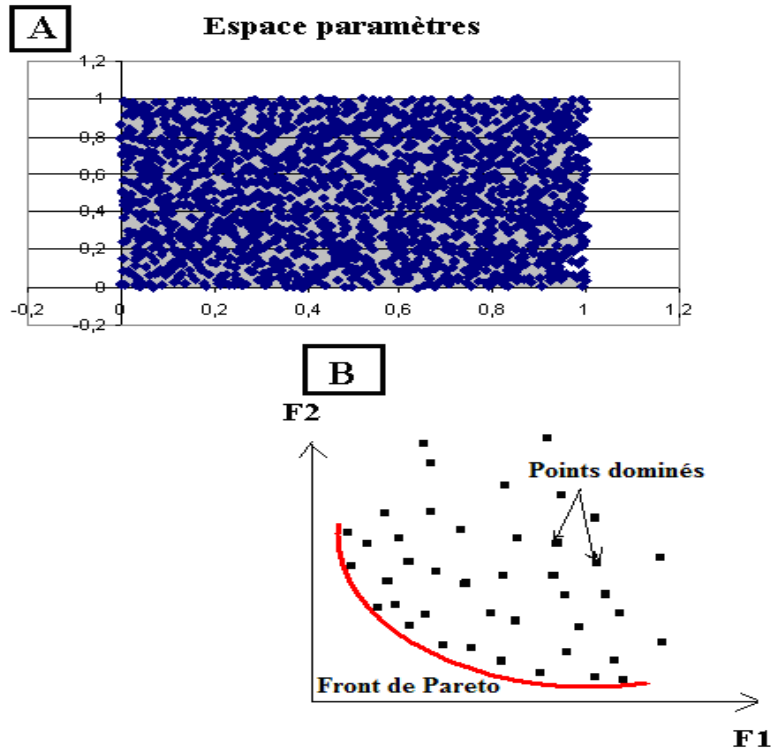 A
Espace paramètres
1,2
1
0,8
0,6
0,4
0,2
0
-0,2
-0,2 0 0,2 0,4 0,6 0,8 1 1,2
B
F2
Points dominés
Front de Pareto
F1